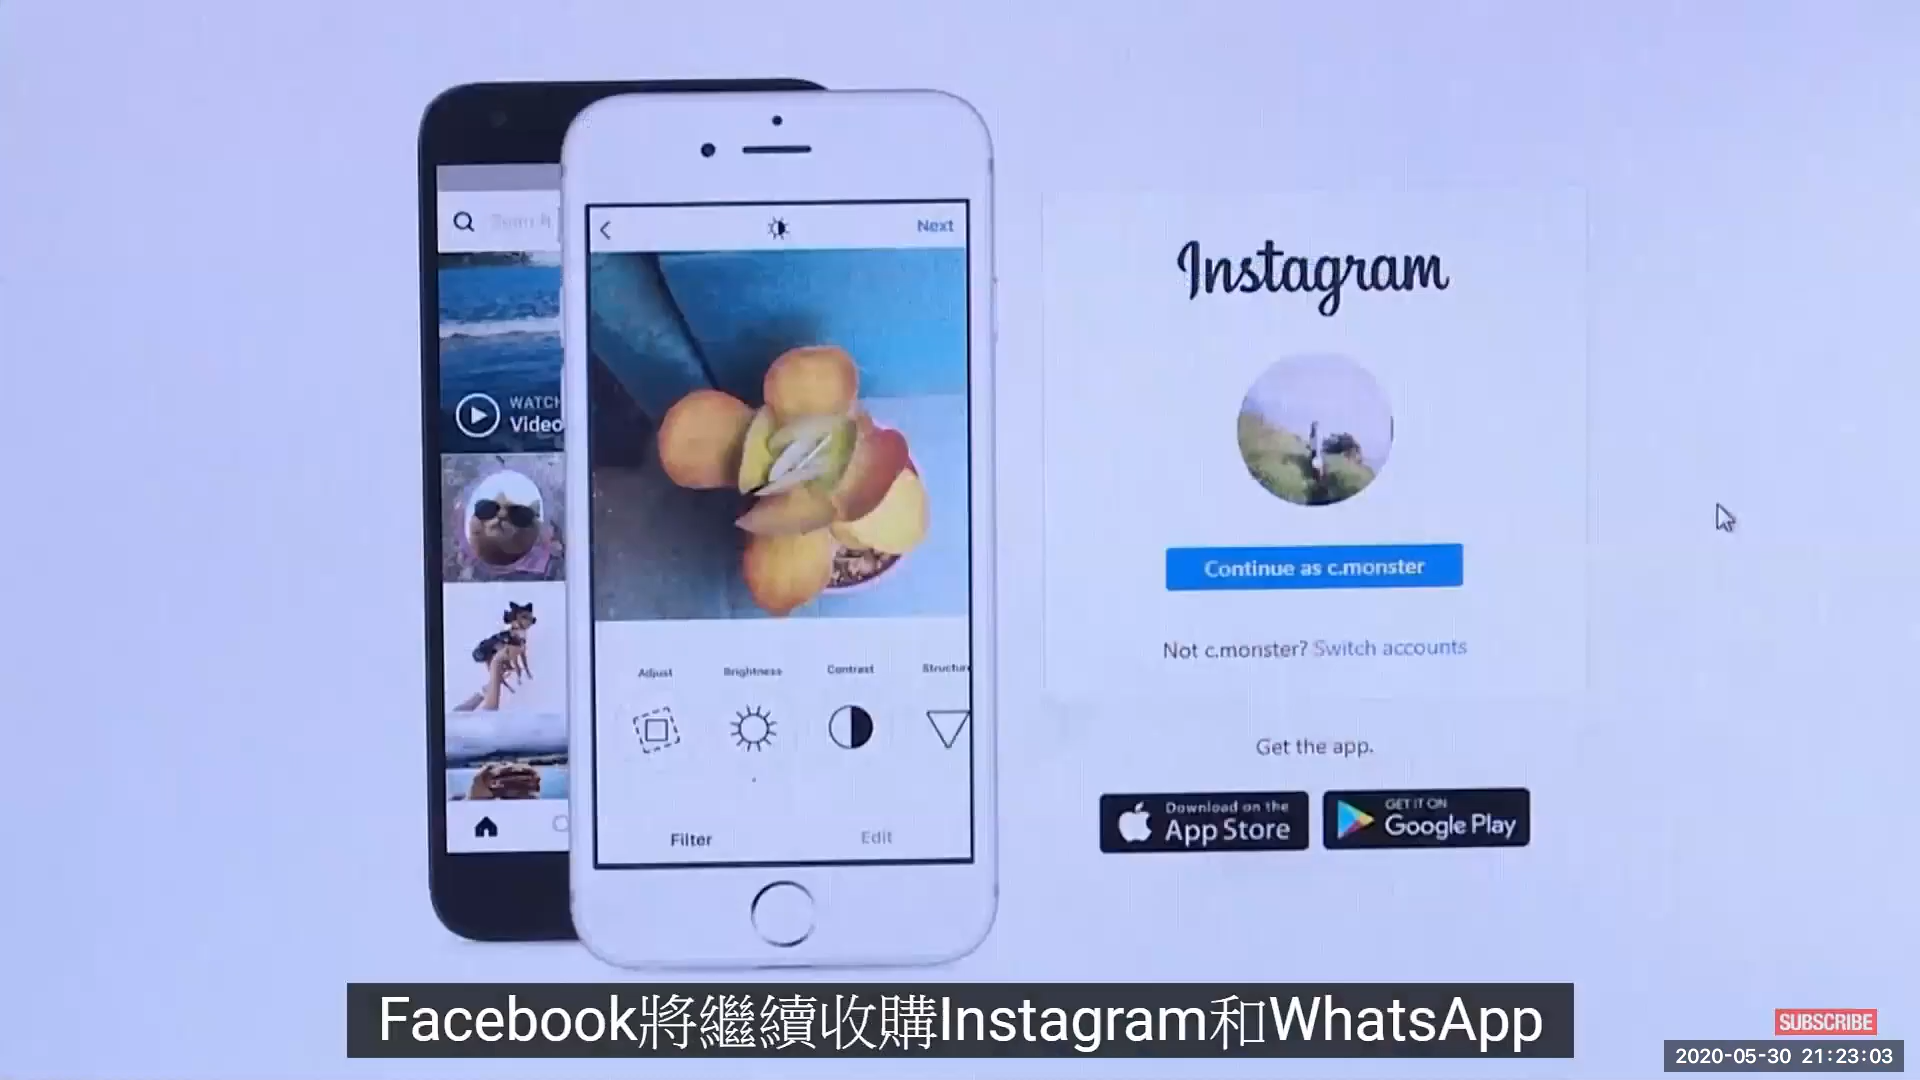 Next
WATCH
Video
Adjust
Brightness
Contrast
Structure
Filter
Edit
Instagram
Continue as c.monster
Not c.monster? Switch accounts
Get the app.
Download on the
App Store
GET IT ON
Google Play
Facebook將繼續收購Instagram和WhatsApp
SUBSCRIBE
2020-05-30 21:23:03